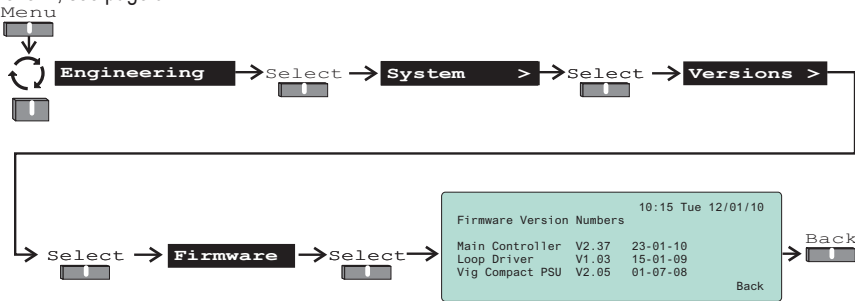 Menu
Engineering
Select
System >
Select
Versions >
Select
Firmware
Select
10:15 Tue 12/01/10
Firmware Version Numbers
Main Controller V2.37 23-01-10
Loop Driver V1.03 15-01-09
Vig Compact PSU V2.05 01-07-08
Back
Back